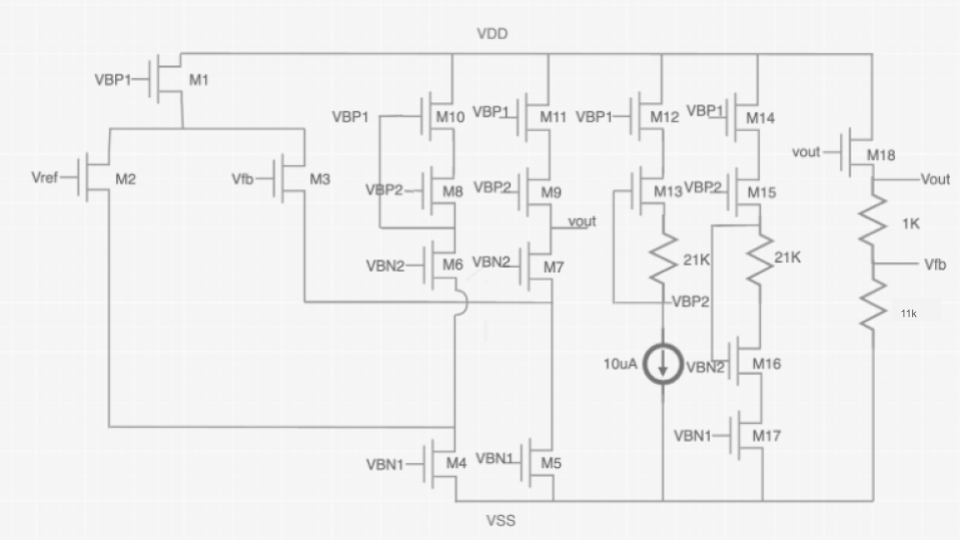 VDD
VBP1
M1
VBP1
M10
VBP1
M11
VBP1
M12
VBP1
M14
vout
M18
Vref
M2
Vfb
M3
VBP2
M8
VBP2
M9
M13
VBP2
M15
Vout
vout
1K
VBN2
M6
VBN2
M7
21K
21K
Vfb
VBP2
11k
10uA
VBN2
M16
VBN1
M17
VBN1
M4
VBN1
M5
VSS